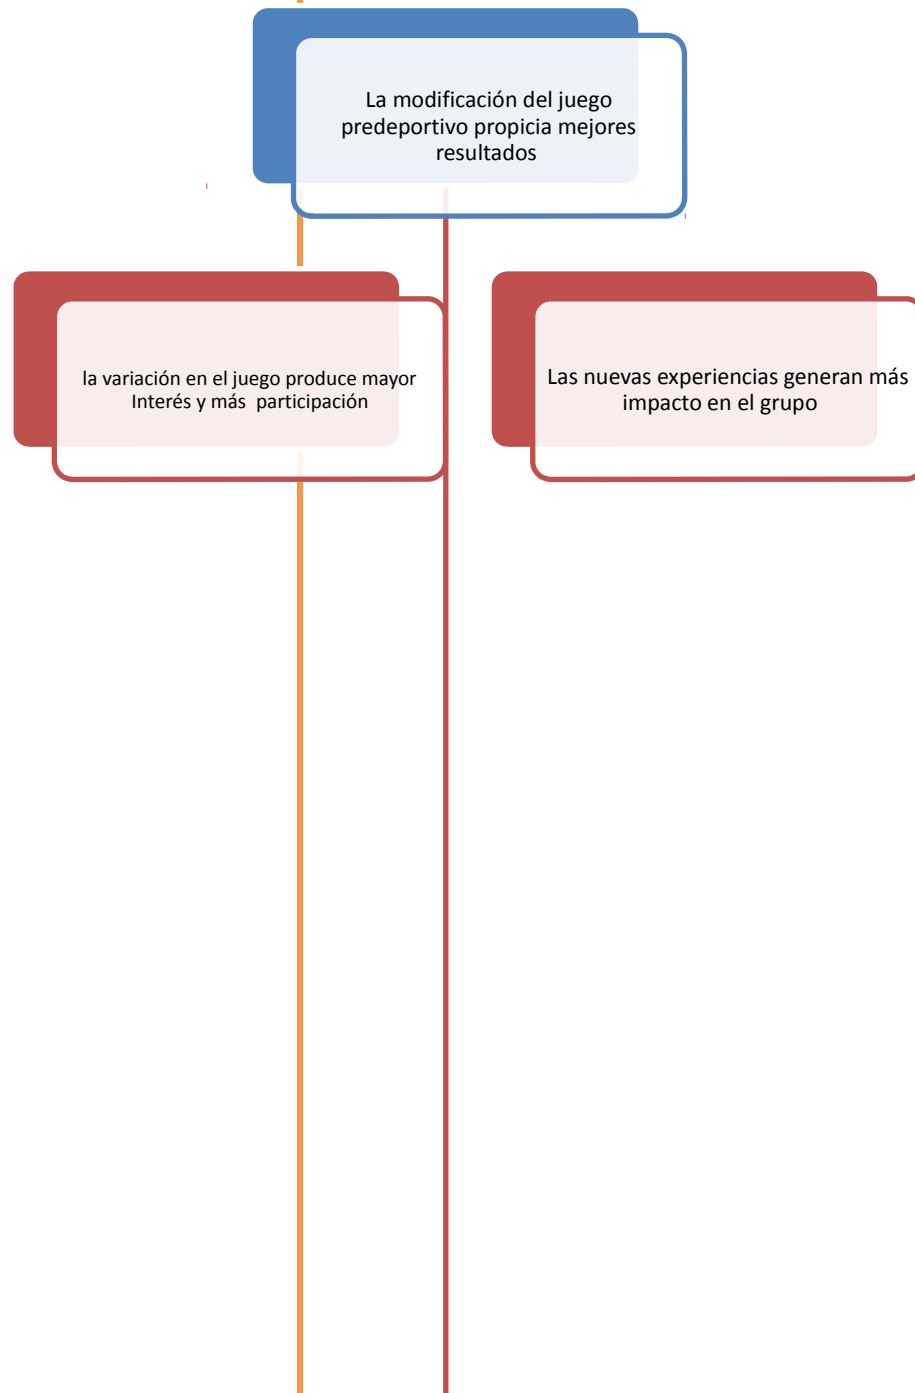 La modificación del juego
predeportivo propicia mejores
resultados
la variación en el juego produce mayor
Interés y más participación
Las nuevas experiencias generan más
impacto en el grupo